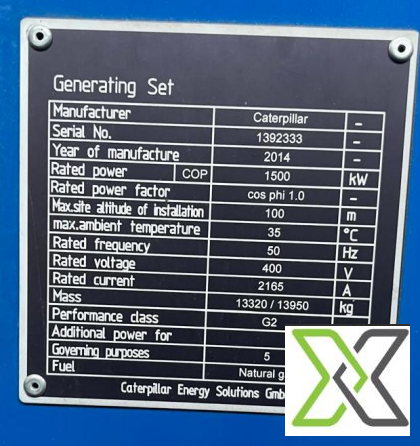 Generating Set
Manufacturer Caterpillar –
Serial No. 1392333 –
Year of manufacture 2014 –
Rated power COP 1500 kW
Rated power factor cos phi 1.0 –
Max.site altitude of installation 100 m
max.ambient temperature 35 °C
Rated frequency 50 Hz
Rated voltage 400 V
Rated current 2165 A
Mass 13320 / 13950 kg
Performance class G2
Additional power for
Governing purposes 5
Fuel Natural g
Caterpillar Energy Solutions Gmb